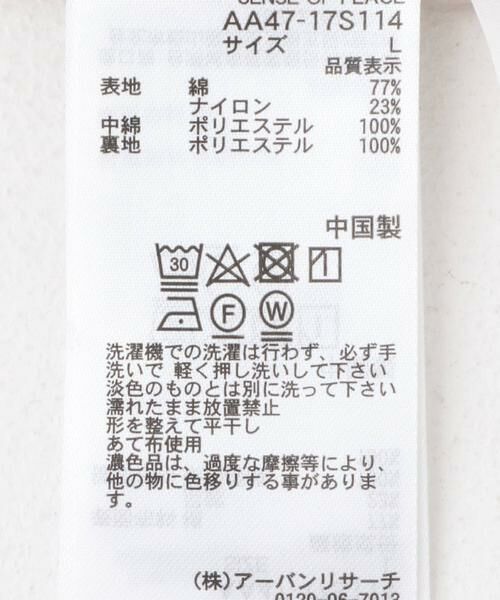 SENSE OF PLACE
AA47-17S114
サイズ L
品質表示
表地 綿 77%
ナイロン 23%
中綿 ポリエステル 100%
裏地 ポリエステル 100%
中国製
30
F W
洗濯機での洗濯は行わず、必ず手
洗いで 軽く押し洗いして下さい
淡色のものとは別に洗って下さい
濡れたまま放置禁止
形を整えて平干し
あて布使用
濃色品は、過度な摩擦等により、
他の物に色移りする事がありま
す。
(株)アーバンリサーチ
0120-96-7013